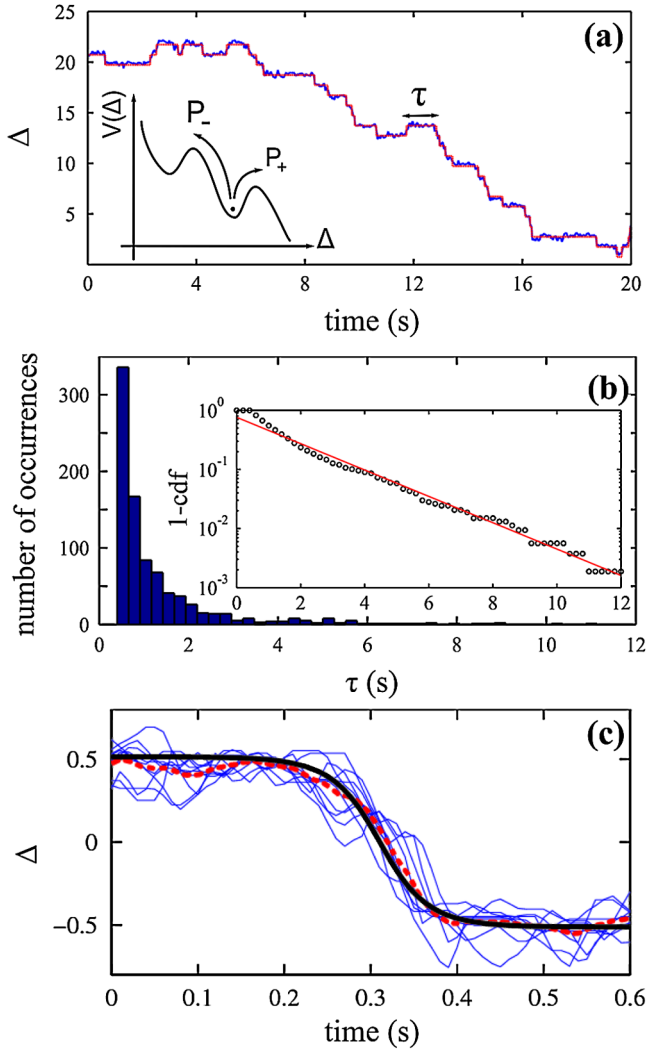 25
20
15
10
5
Δ
(a)
τ
V(Δ)
P_
P+
Δ
0
4
8
12
16
20
time (s)
(b)
number of occurrences
300
200
100
0
1-cdf
10^0
10^-1
10^-2
10^-3
0
2
4
6
8
10
12
0
2
4
6
8
10
12
τ (s)
(c)
Δ
0.5
0
−0.5
0
0.1
0.2
0.3
0.4
0.5
0.6
time (s)